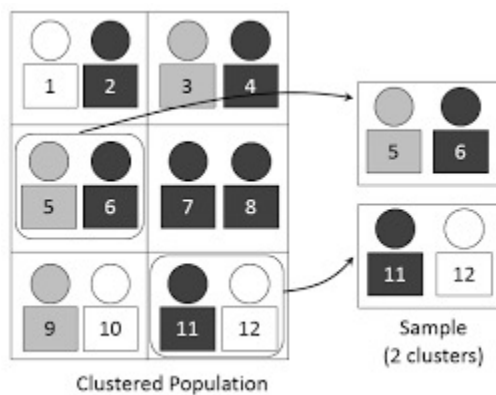 1 2 3 4
5 6
5 6 7 8
11 12
9 10 11 12
Sample
(2 clusters)
Clustered Population